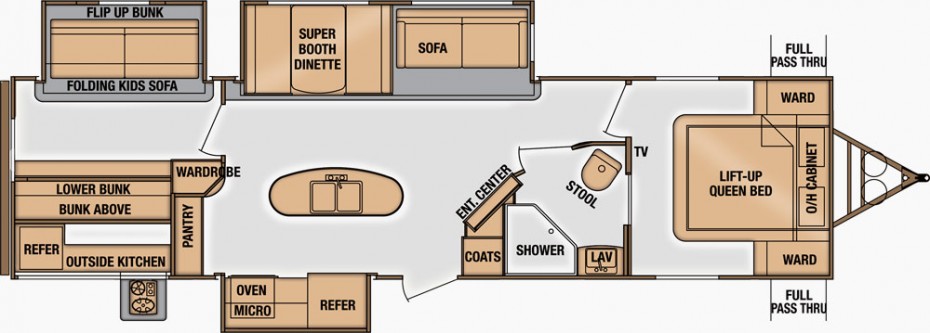 FLIP UP BUNK
FOLDING KIDS SOFA
SUPER
BOOTH
DINETTE
SOFA
FULL
PASS THRU
WARD
WARDROBE
LOWER BUNK
BUNK ABOVE
PANTRY
REFER
OUTSIDE KITCHEN
OVEN
MICRO
REFER
ENT. CENTER
COATS
SHOWER
STOOL
LAV
TV
LIFT-UP
QUEEN BED
O/H CABINET
WARD
FULL
PASS THRU